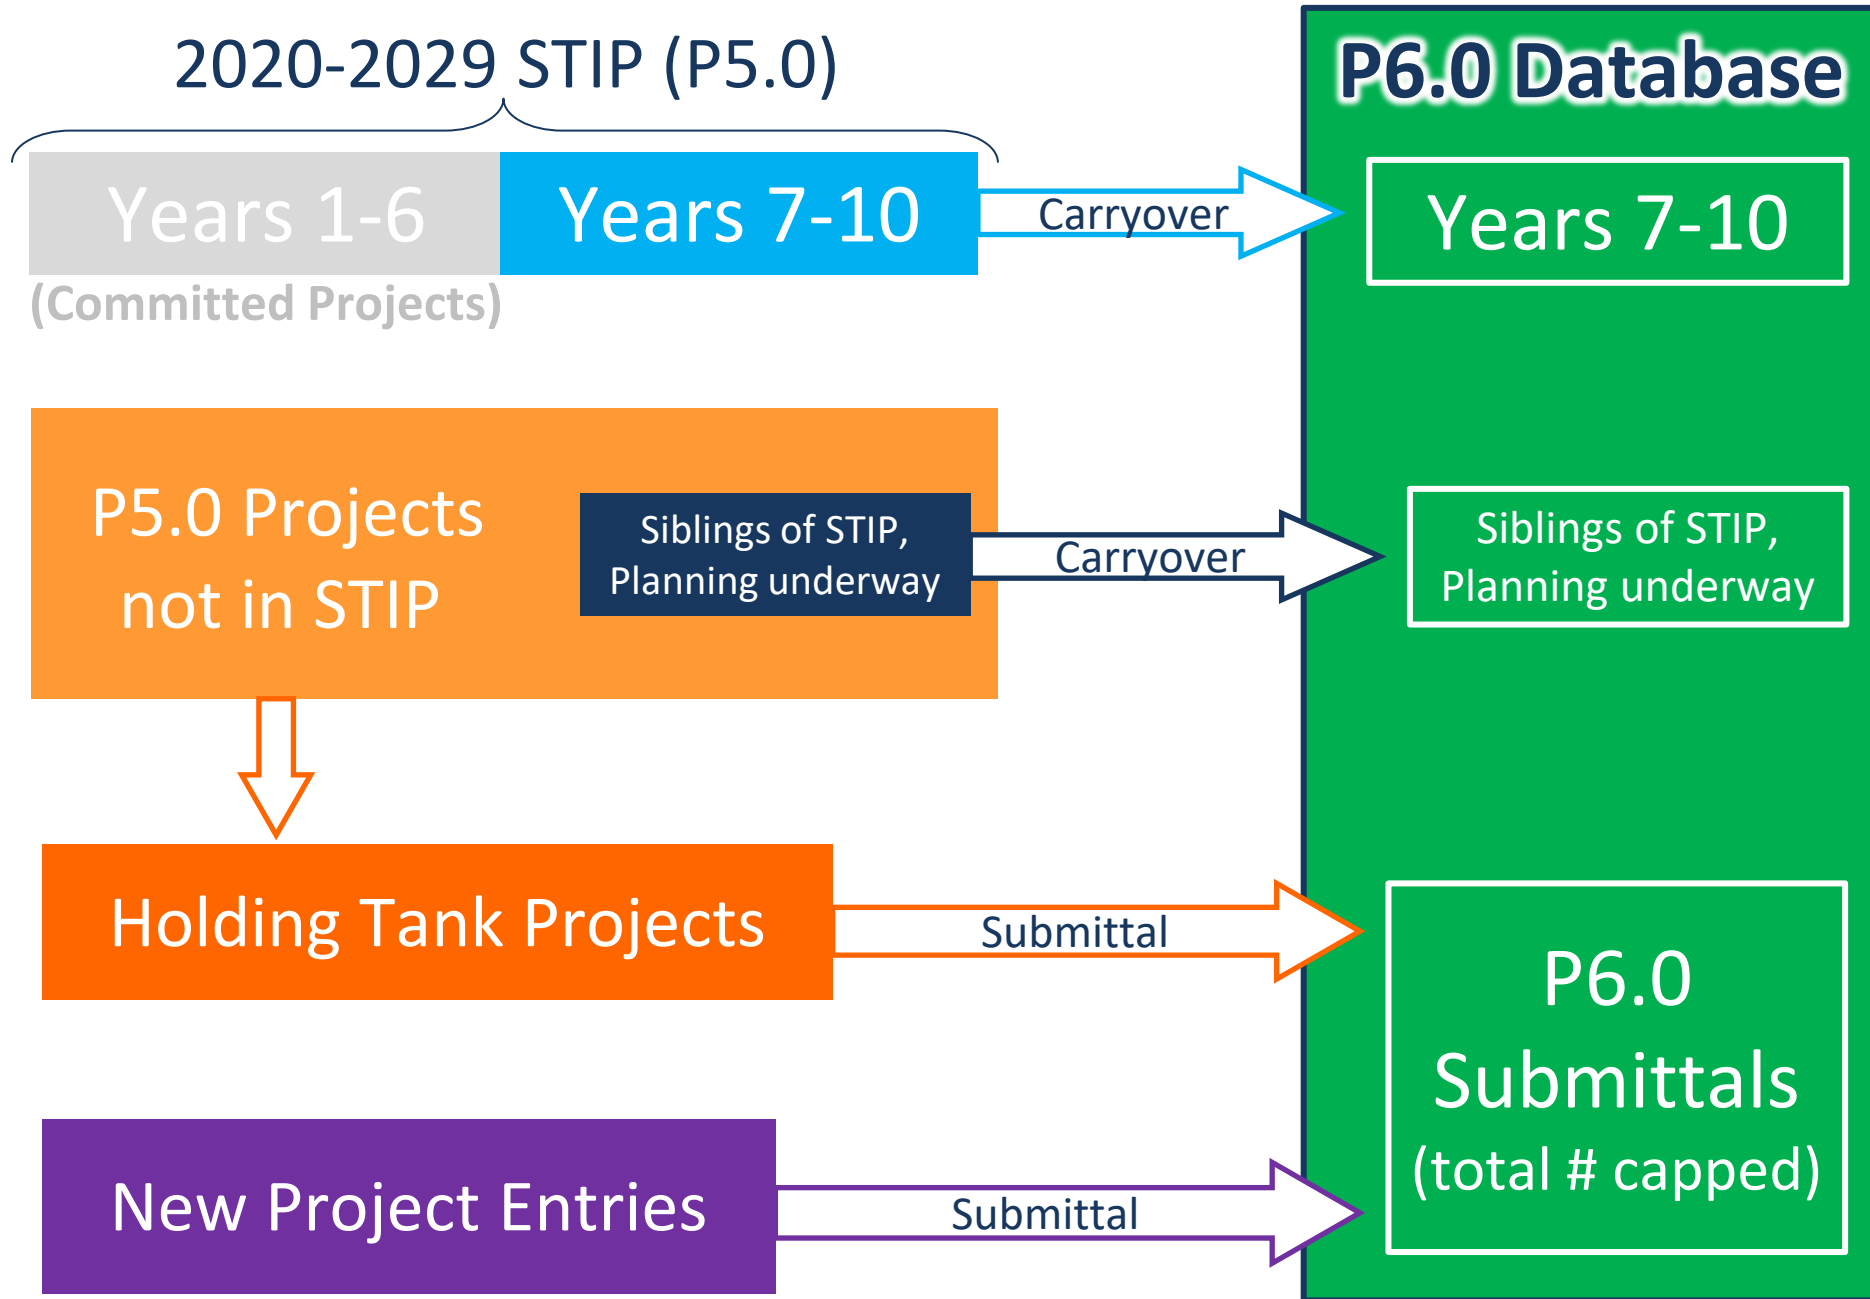 2020-2029 STIP (P5.0)
P6.0 Database
Years 1-6
Years 7-10
Carryover
Years 7-10
(Committed Projects)
P5.0 Projects
not in STIP
Siblings of STIP,
Planning underway
Carryover
Siblings of STIP,
Planning underway
Holding Tank Projects
Submittal
P6.0
Submittals
(total # capped)
New Project Entries
Submittal